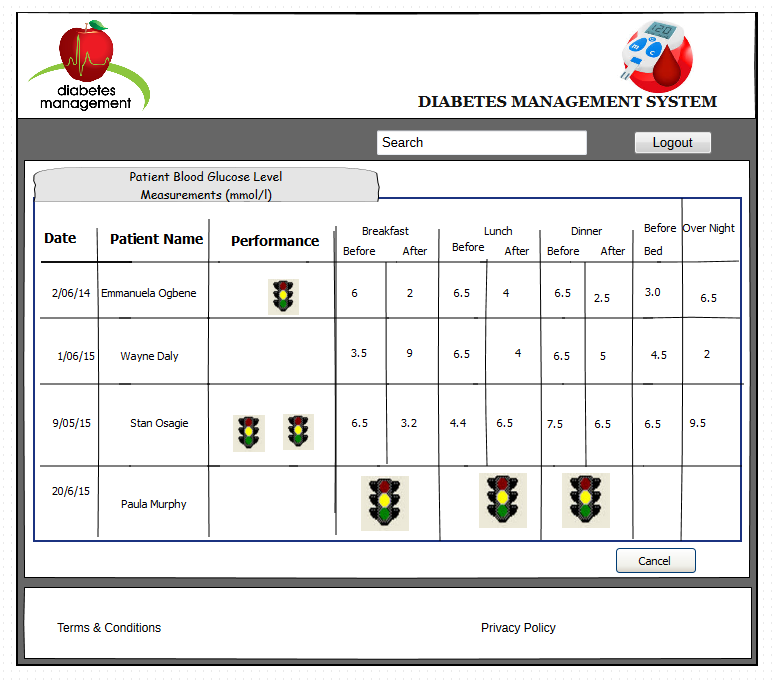 diabetes
management
120
m
c
DIABETES MANAGEMENT SYSTEM
Search
Logout
Patient Blood Glucose Level
Measurements (mmol/l)
Date Patient Name Performance Breakfast Lunch Dinner Before Over Night
Before After Before After Before After Bed
2/06/14 Emmanuela Ogbene 6 2 6.5 4 6.5 2.5 3.0 6.5
1/06/15 Wayne Daly 3.5 9 6.5 4 6.5 5 4.5 2
9/05/15 Stan Osagie 6.5 3.2 4.4 6.5 7.5 6.5 6.5 9.5
20/6/15 Paula Murphy
Cancel
Terms & Conditions Privacy Policy